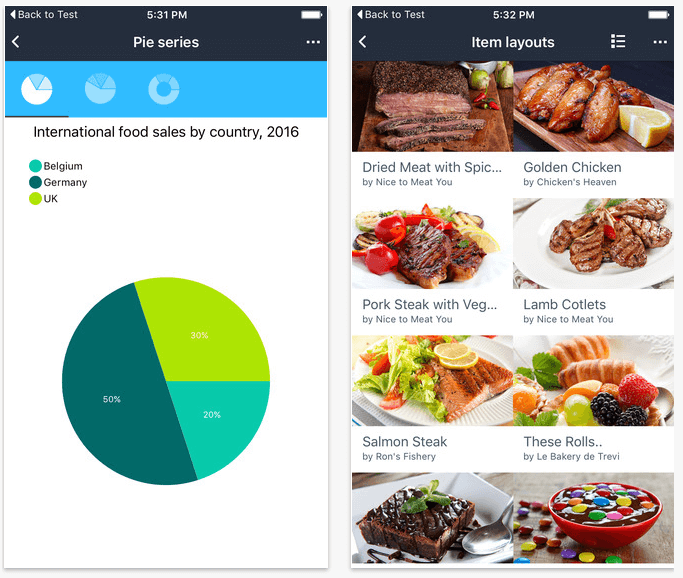 Back to Test
5:31 PM
Pie series
International food sales by country, 2016
Belgium
Germany
UK
30%
50%
20%
Back to Test
5:32 PM
Item layouts
Dried Meat with Spic...
by Nice to Meat You
Golden Chicken
by Chicken's Heaven
Pork Steak with Veg...
by Nice to Meat You
Lamb Cotlets
by Nice to Meat You
Salmon Steak
by Ron's Fishery
These Rolls..
by Le Bakery de Trevi